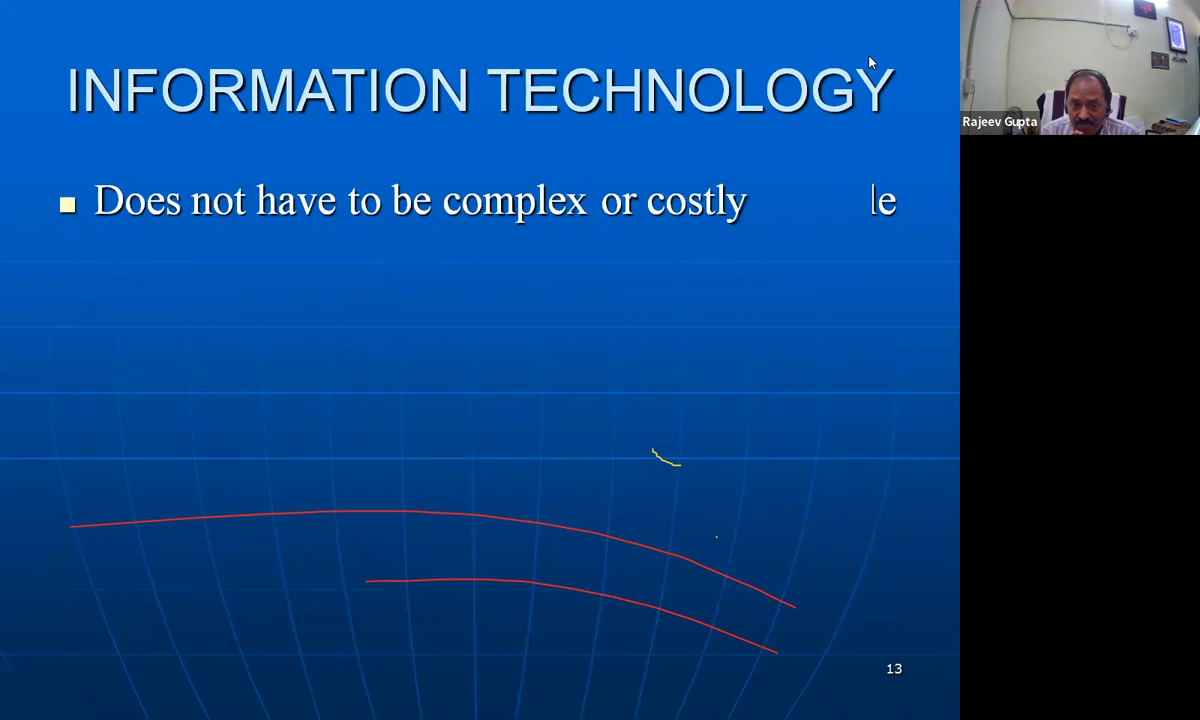 INFORMATION TECHNOLOGY
Does not have to be complex or costly le
Rajeev Gupta
13